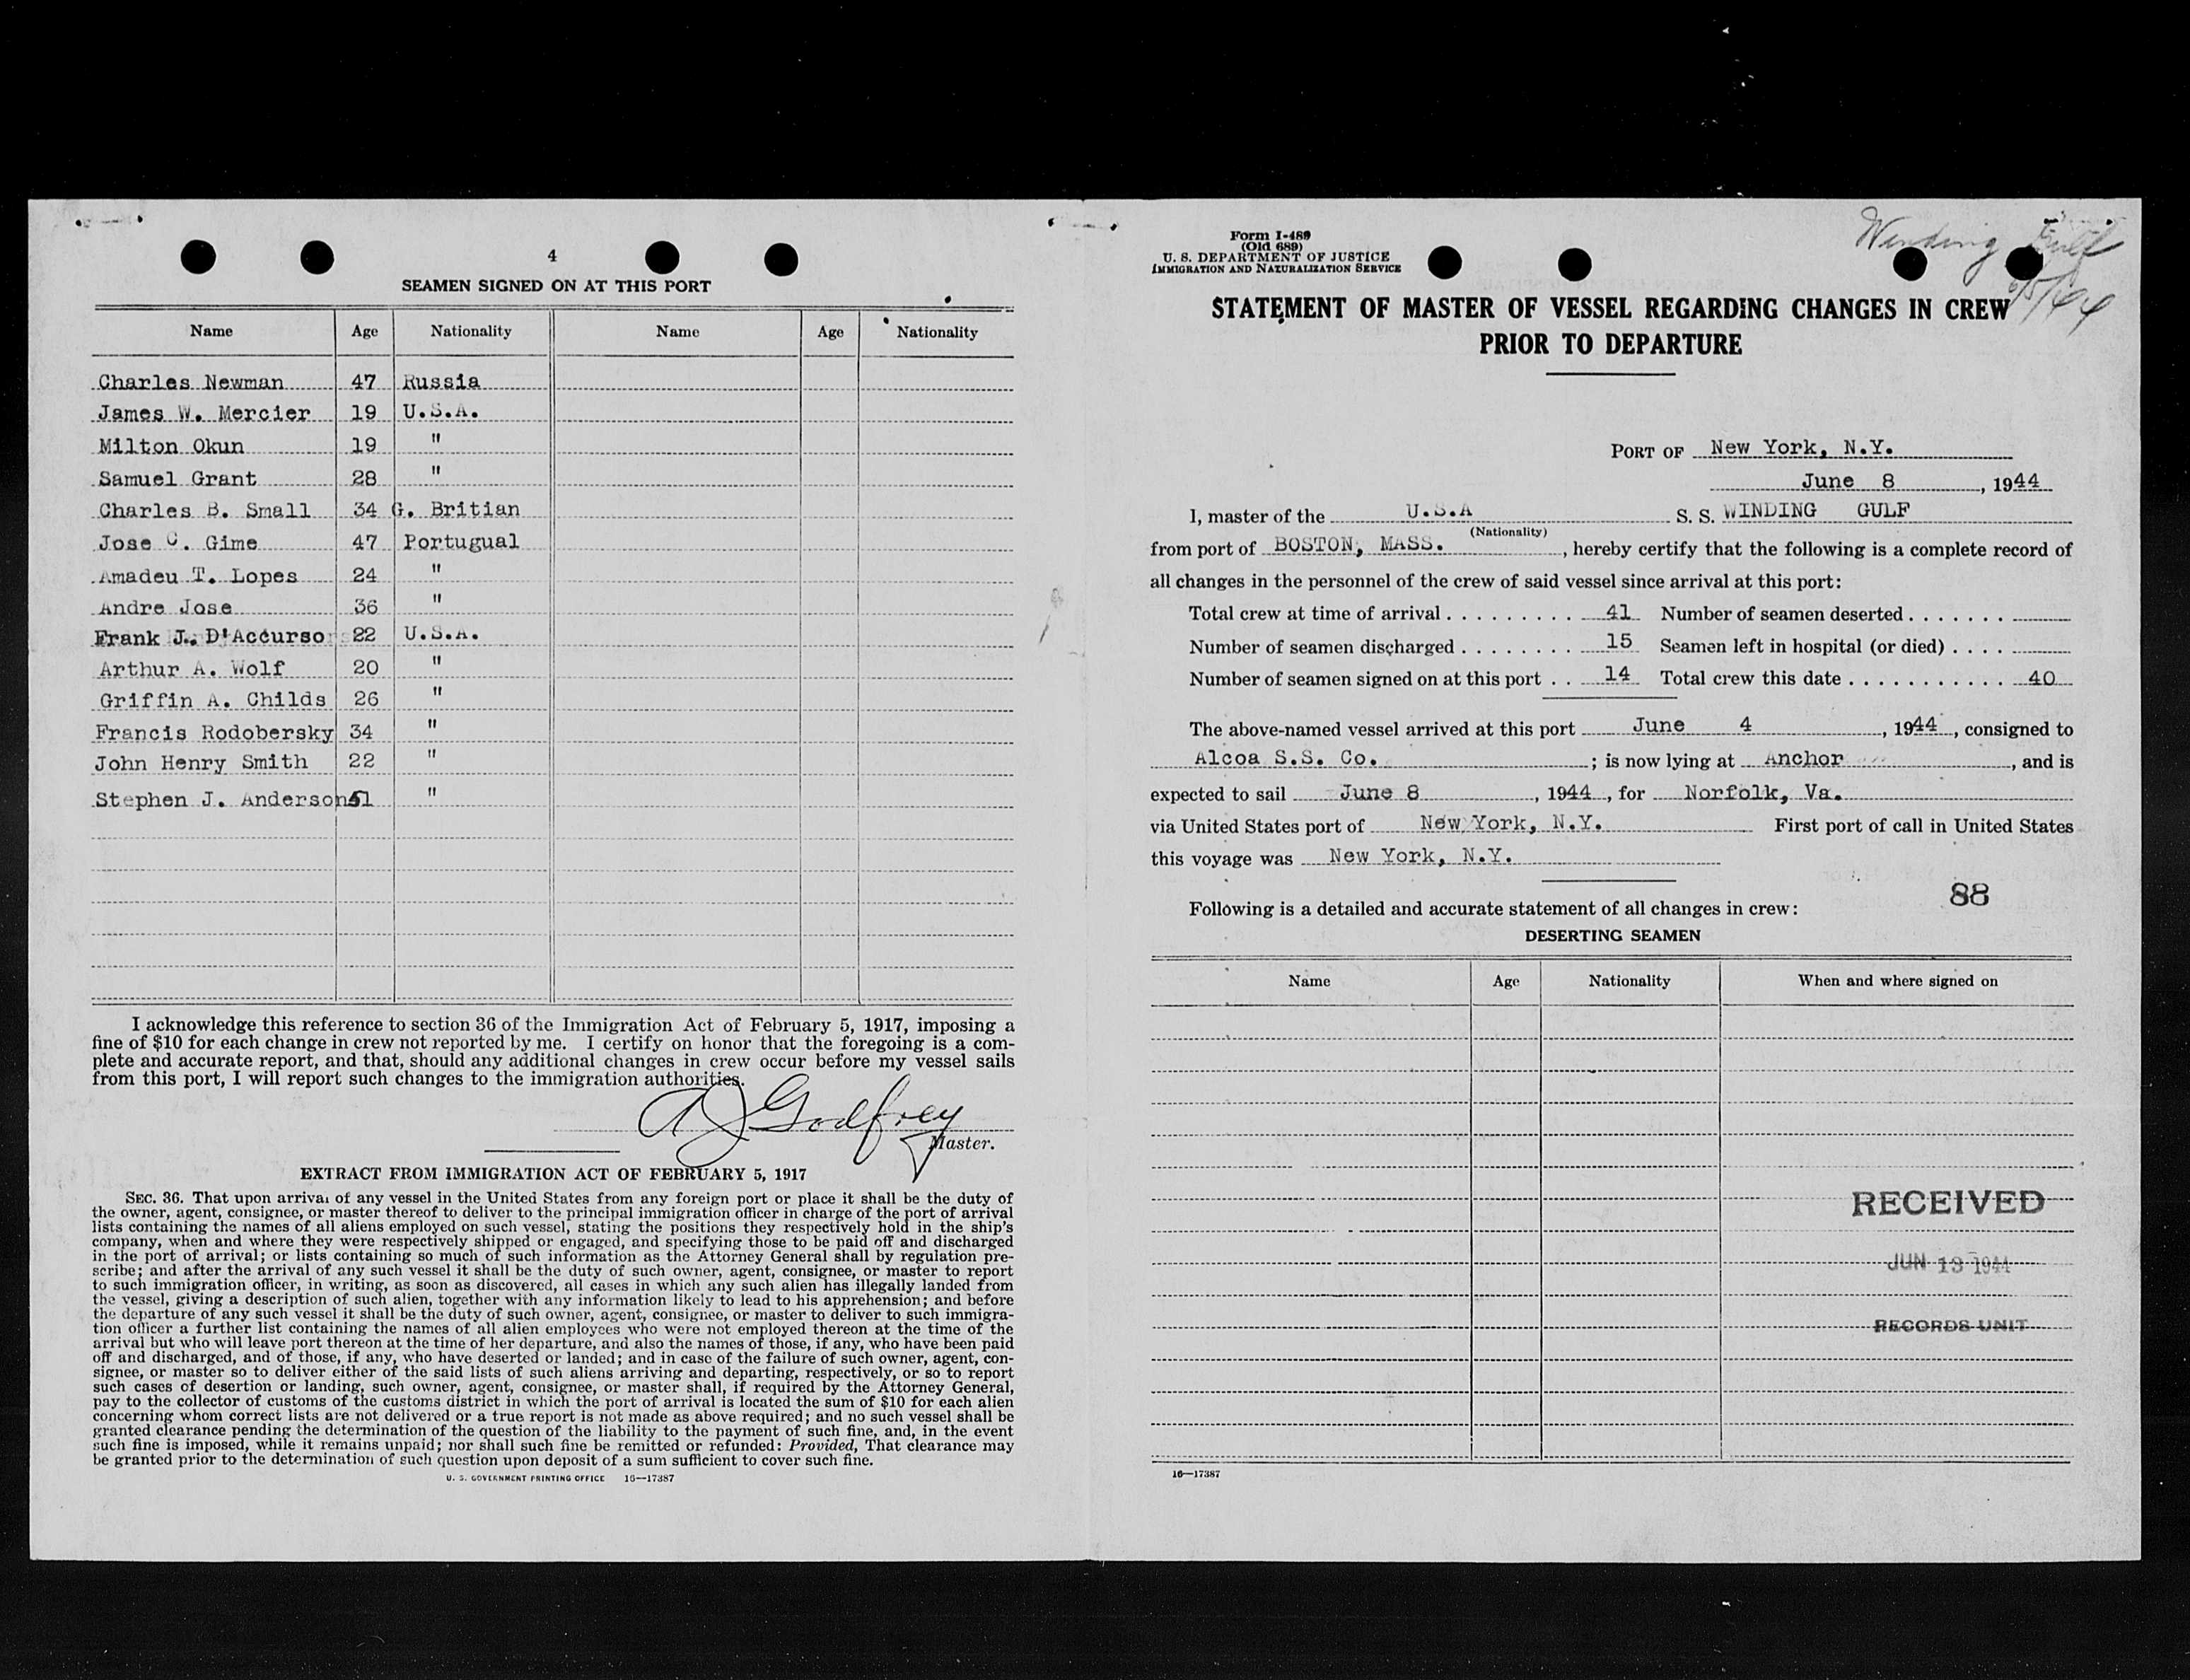 4
SEAMEN SIGNED ON AT THIS PORT
Name Age Nationality Name Age Nationality
Charles Newman 47 Russia
James W. Mercier 19 U.S.A.
Milton Okun 19 "
Samuel Grant 28 "
Charles B. Small 34 G. Britian
Jose C. Gime 47 Portugual
Amadeu T. Lopes 24 "
Andre Jose 36 "
Frank J. D'Accurso 22 U.S.A.
Arthur A. Wolf 20 "
Griffin A. Childs 26 "
Francis Rodobersky 34 "
John Henry Smith 22 "
Stephen J. Anderson 51 "
I acknowledge this reference to section 36 of the Immigration Act of February 5, 1917, imposing a
fine of $10 for each change in crew not reported by me. I certify on honor that the foregoing is a com-
plete and accurate report, and that, should any additional changes in crew occur before my vessel sails
from this port, I will report such changes to the immigration authorities.
A J Godfrey
Master.
EXTRACT FROM IMMIGRATION ACT OF FEBRUARY 5, 1917
SEC. 36. That upon arrival of any vessel in the United States from any foreign port or place it shall be the duty of
the owner, agent, consignee, or master thereof to deliver to the principal immigration officer in charge of the port of arrival
lists containing the names of all aliens employed on such vessel, stating the positions they respectively hold in the ship's
company, when and where they were respectively shipped or engaged, and specifying those to be paid off and discharged
in the port of arrival; or lists containing so much of such information as the Attorney General shall by regulation pre-
scribe; and after the arrival of any such vessel it shall be the duty of such owner, agent, consignee, or master to report
to such immigration officer, in writing, as soon as discovered, all cases in which any such alien has illegally landed from
the vessel, giving a description of such alien, together with any information likely to lead to his apprehension; and before
the departure of any such vessel it shall be the duty of such owner, agent, consignee, or master to deliver to such immigra-
tion officer a further list containing the names of all alien employees who were not employed thereon at the time of the
arrival but who will leave port thereon at the time of her departure, and also the names of those, if any, who have been paid
off and discharged, and of those, if any, who have deserted or landed; and in case of the failure of such owner, agent, con-
signee, or master so to deliver either of the said lists of such aliens arriving and departing, respectively, or so to report
such cases of desertion or landing, such owner, agent, consignee, or master shall, if required by the Attorney General,
pay to the collector of customs of the customs district in which the port of arrival is located the sum of $10 for each alien
concerning whom correct lists are not delivered or a true report is not made as above required; and no such vessel shall be
granted clearance pending the determination of the question of the liability to the payment of such fine, and, in the event
such fine is imposed, while it remains unpaid; nor shall such fine be remitted or refunded: Provided, That clearance may
be granted prior to the determination of such question upon deposit of a sum sufficient to cover such fine.
U. S. GOVERNMENT PRINTING OFFICE 16—17387
Form I-489
(Old 689)
U. S. DEPARTMENT OF JUSTICE
IMMIGRATION AND NATURALIZATION SERVICE
Winding Gulf
6/5/44
STATEMENT OF MASTER OF VESSEL REGARDING CHANGES IN CREW
PRIOR TO DEPARTURE
PORT OF New York, N.Y.
June 8, 1944
I, master of the U.S.A S. S. WINDING GULF
(Nationality)
from port of BOSTON, MASS., hereby certify that the following is a complete record of
all changes in the personnel of the crew of said vessel since arrival at this port:
Total crew at time of arrival 41 Number of seamen deserted
Number of seamen discharged 15 Seamen left in hospital (or died)
Number of seamen signed on at this port 14 Total crew this date 40
The above-named vessel arrived at this port June 4, 1944, consigned to
Alcoa S.S. Co.; is now lying at Anchor, and is
expected to sail June 8, 1944, for Norfolk, Va.
via United States port of New York, N.Y. First port of call in United States
this voyage was New York, N.Y.
88
Following is a detailed and accurate statement of all changes in crew:
DESERTING SEAMEN
Name Age Nationality When and where signed on
RECEIVED
JUN 13 1944
RECORDS UNIT
16—17387